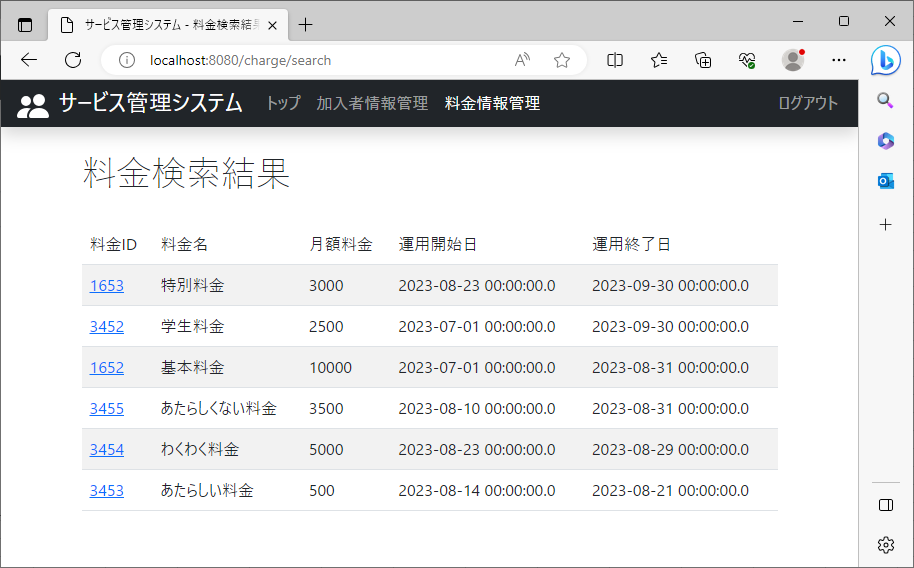 サービス管理システム - 料金検索結果
localhost:8080/charge/search
サービス管理システム トップ 加入者情報管理 料金情報管理 ログアウト
料金検索結果
料金ID 料金名 月額料金 運用開始日 運用終了日
1653 特別料金 3000 2023-08-23 00:00:00.0 2023-09-30 00:00:00.0
3452 学生料金 2500 2023-07-01 00:00:00.0 2023-09-30 00:00:00.0
1652 基本料金 10000 2023-07-01 00:00:00.0 2023-08-31 00:00:00.0
3455 あたらしくない料金 3500 2023-08-10 00:00:00.0 2023-08-31 00:00:00.0
3454 わくわく料金 5000 2023-08-23 00:00:00.0 2023-08-29 00:00:00.0
3453 あたらしい料金 500 2023-08-14 00:00:00.0 2023-08-21 00:00:00.0